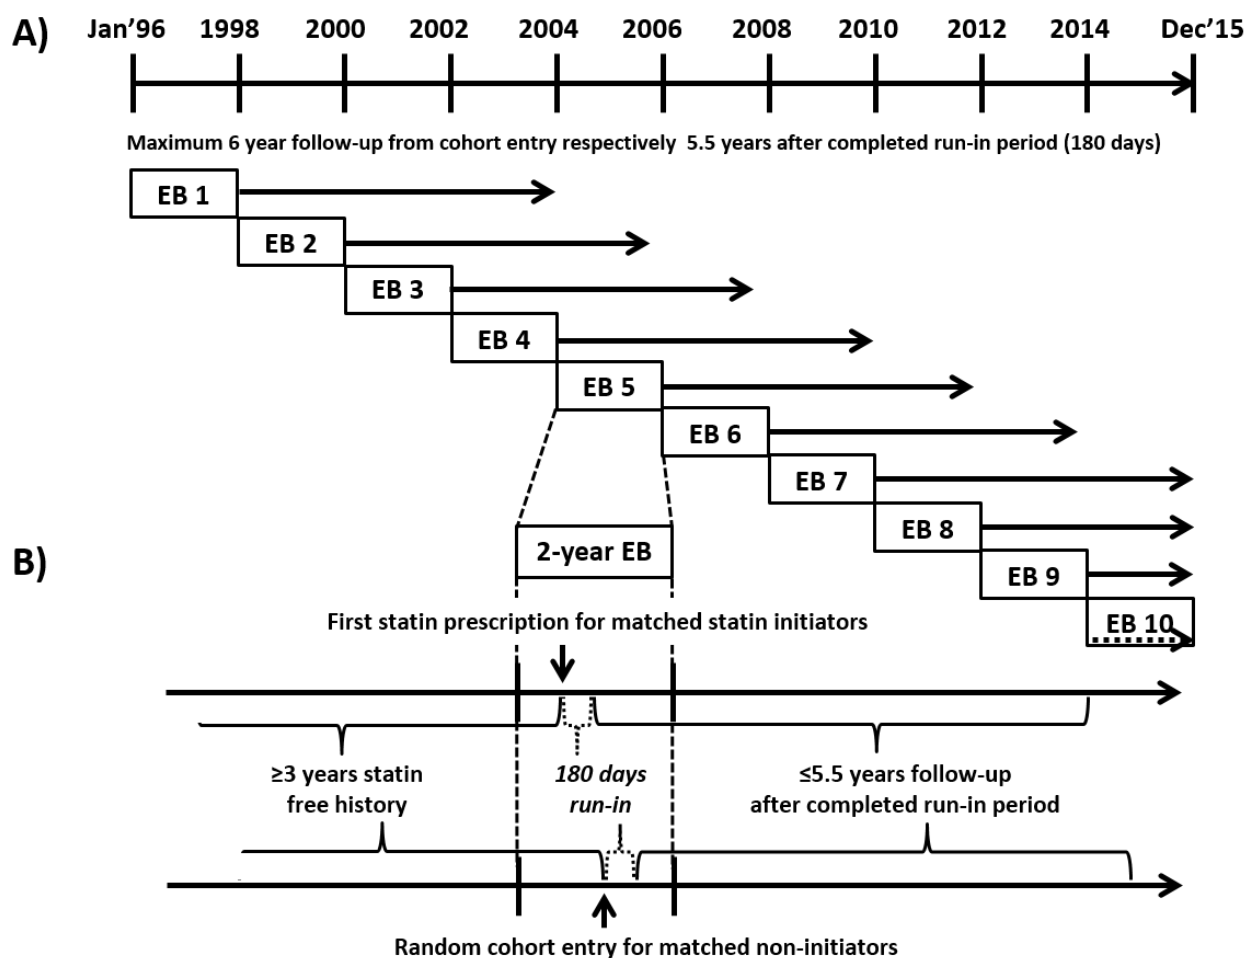 A)
Jan’96 1998 2000 2002 2004 2006 2008 2010 2012 2014 Dec’15
Maximum 6 year follow-up from cohort entry respectively 5.5 years after completed run-in period (180 days)
EB 1
EB 2
EB 3
EB 4
EB 5
EB 6
EB 7
EB 8
EB 9
EB 10
B)
2-year EB
First statin prescription for matched statin initiators
≥3 years statin
free history
180 days
run-in
≤5.5 years follow-up
after completed run-in period
Random cohort entry for matched non-initiators